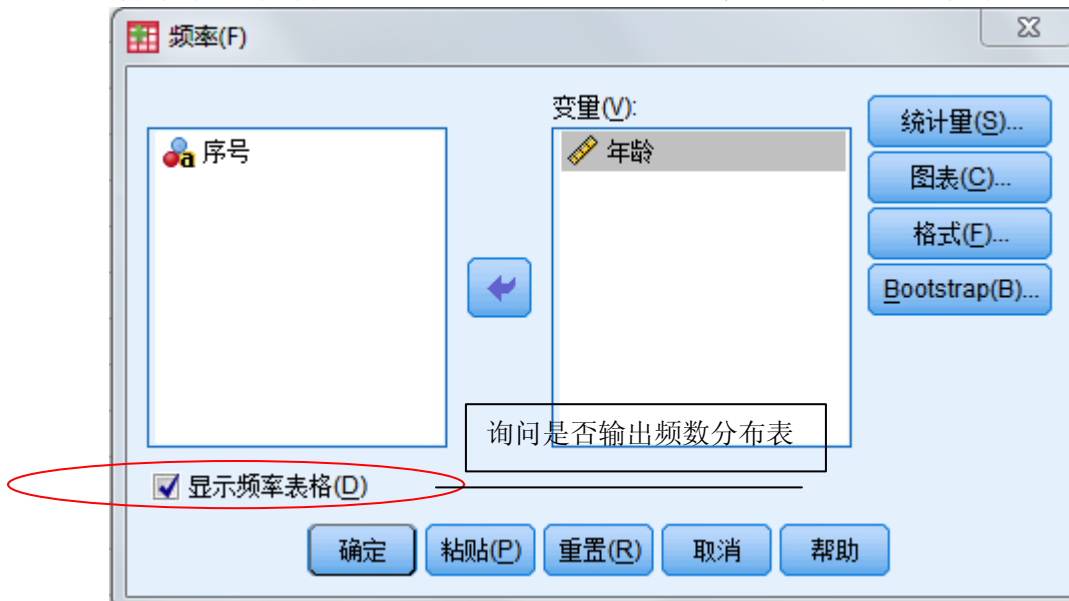 频率(F)
变量(V):
序号
年龄
统计量(S)...
图表(C)...
格式(F)...
Bootstrap(B)...
询问是否输出频数分布表
显示频率表格(D)
确定 粘贴(P) 重置(R) 取消 帮助